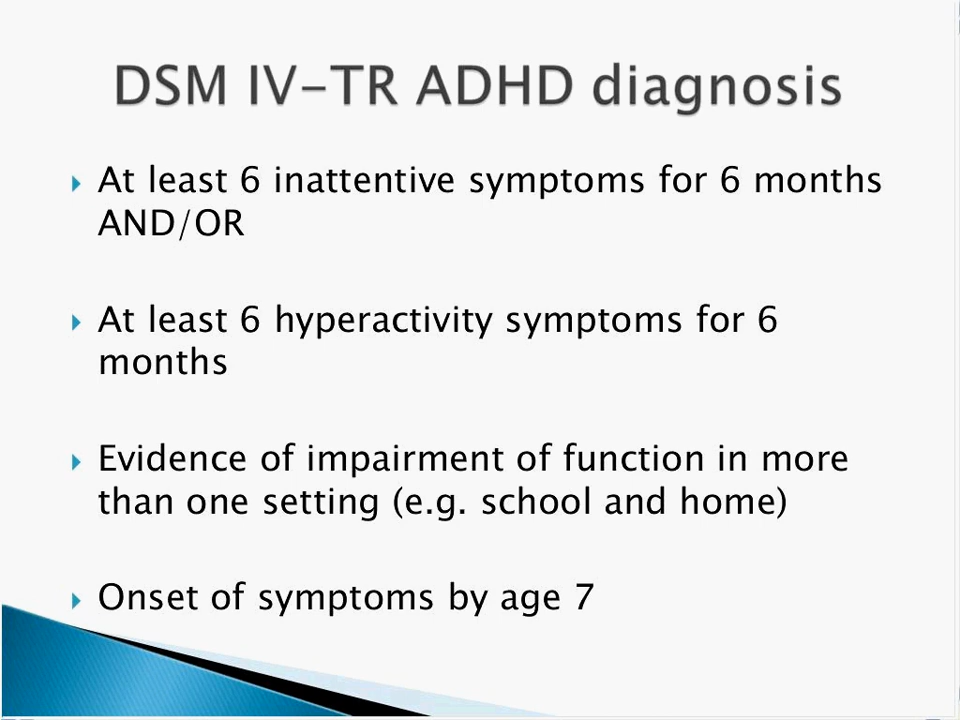 DSM IV-TR ADHD diagnosis
At least 6 inattentive symptoms for 6 months
AND/OR
At least 6 hyperactivity symptoms for 6
months
Evidence of impairment of function in more
than one setting (e.g. school and home)
Onset of symptoms by age 7